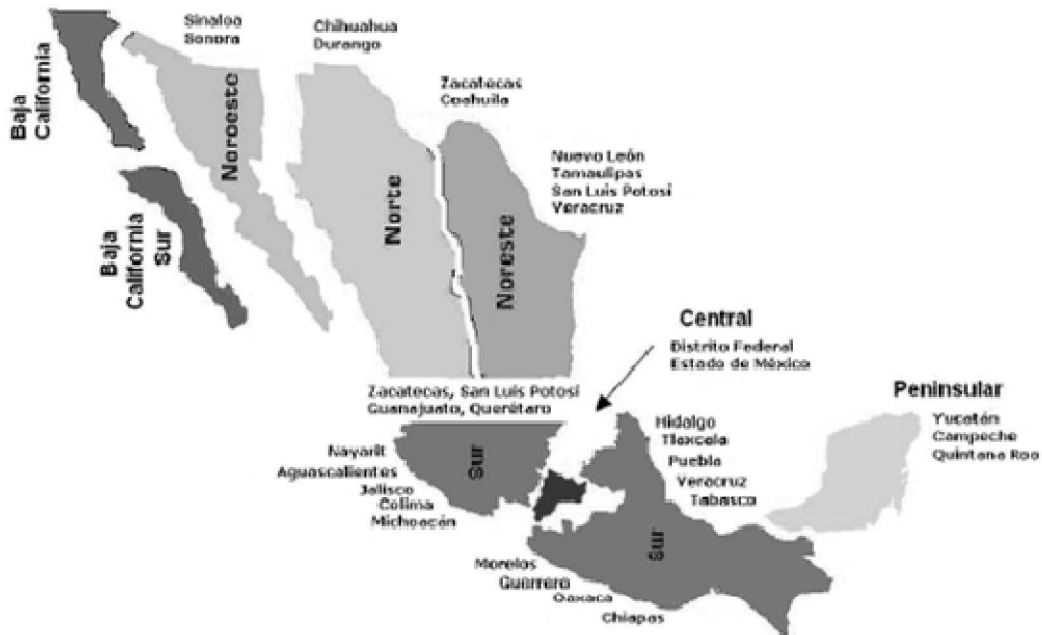 Sinaloa
Sonora
Chihuahua
Durango
Zacatecas
Coahuila
Baja
California
Noroeste
Norte
Noreste
Nuevo León
Tamaulipas
San Luis Potosí
Veracruz
Baja
California
Sur
Central
Distrito Federal
Estado de México
Zacatecas, San Luis Potosí
Guanajuato, Querétaro
Peninsular
Yucatán
Campeche
Quintana Roo
Hidalgo
Tlaxcala
Puebla
Veracruz
Tabasco
Nayarit
Aguascalientes
Jalisco
Colima
Michoacán
Sur
Sur
Morelos
Guerrero
Oaxaca
Chiapas